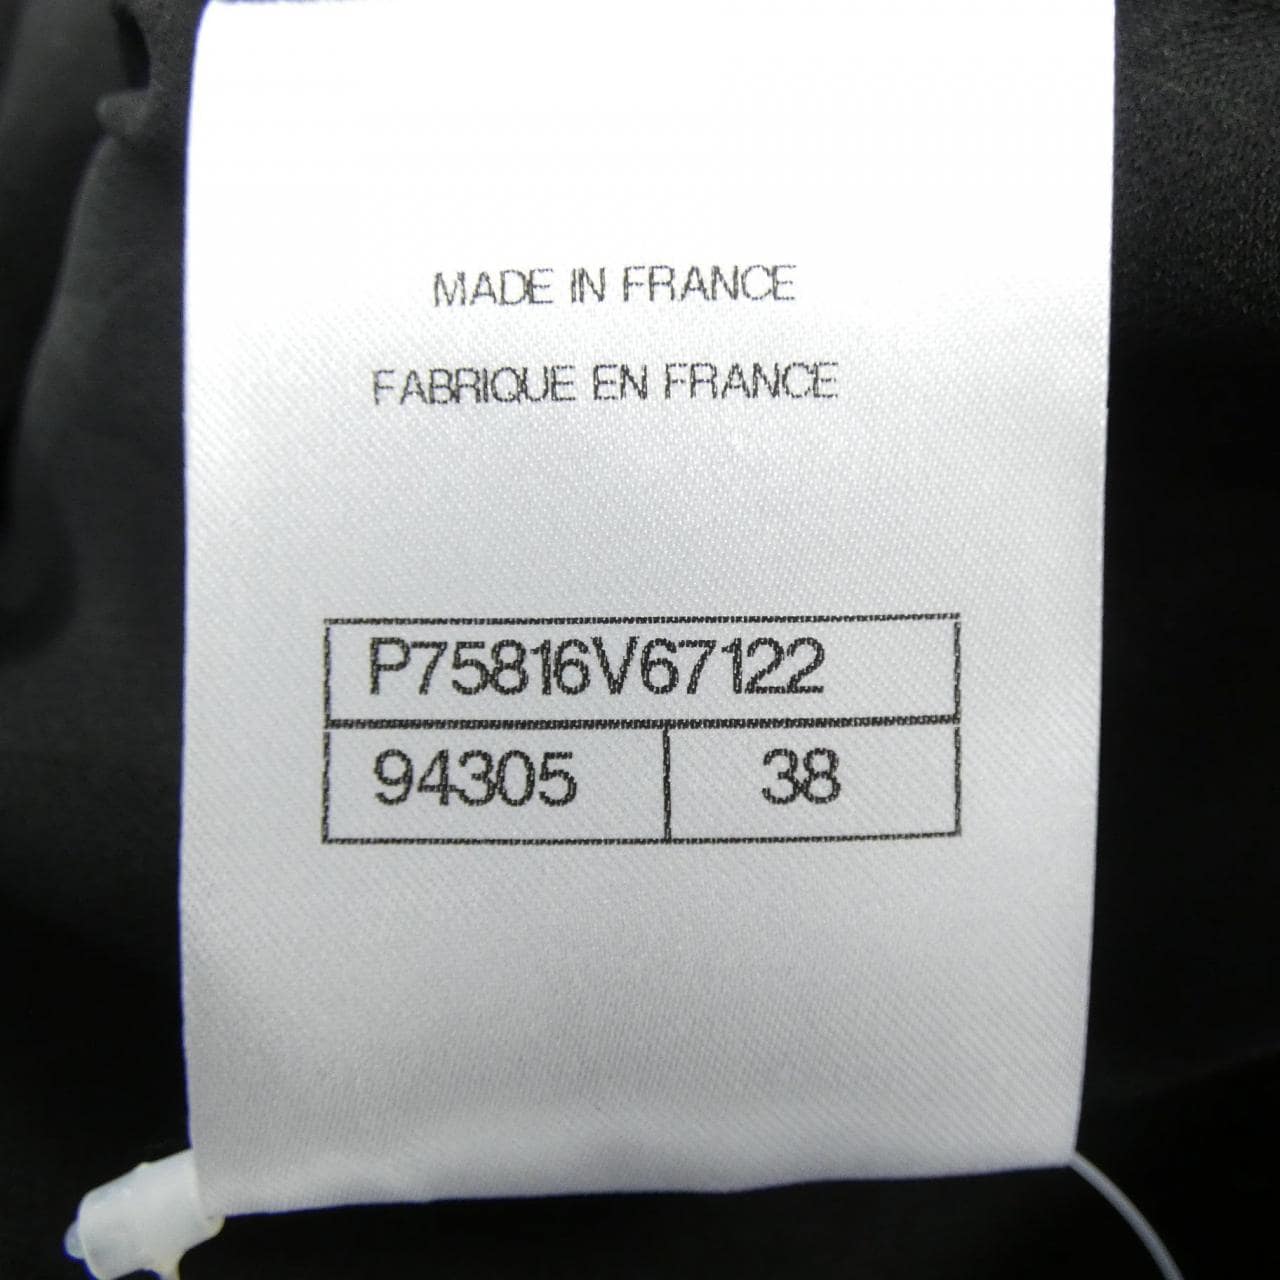 MADE IN FRANCE
FABRIQUE EN FRANCE
P75816V67122
94305 38